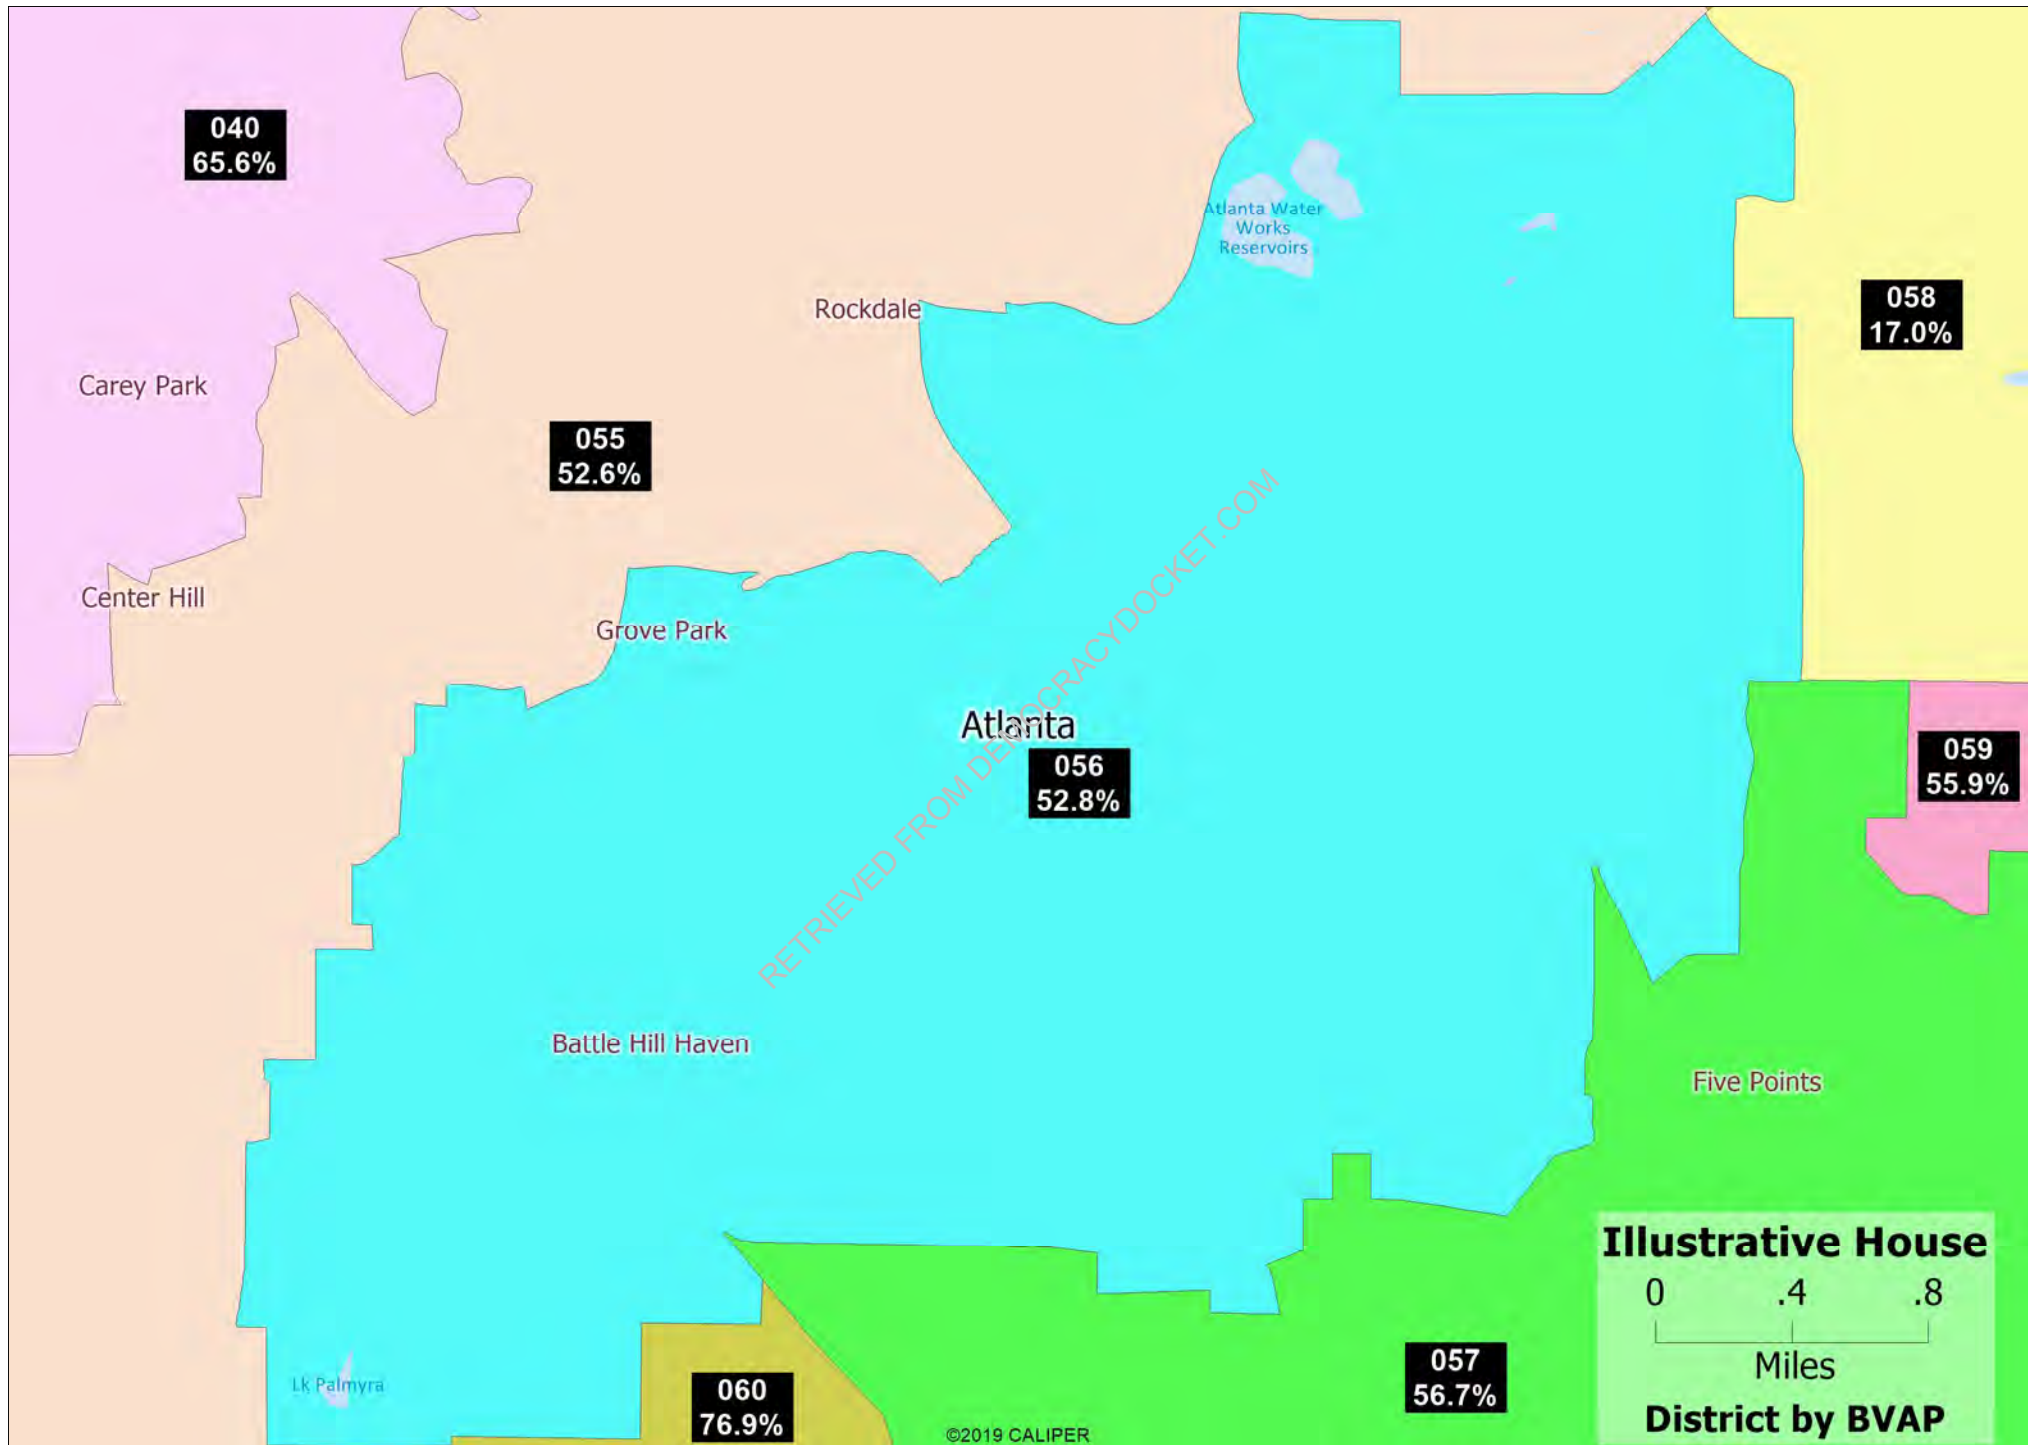 040
65.6%
Atlanta Water
Works
Reservoirs
058
17.0%
Rockdale
Carey Park
055
52.6%
Center Hill
Grove Park
Atlanta
056
52.8%
059
55.9%
RETRIEVED FROM DEMOCRACYDOCKET.COM
Battle Hill Haven
Five Points
Illustrative House
0 .4 .8
Miles
District by BVAP
Lk Palmyra
060
76.9%
057
56.7%
©2019 CALIPER